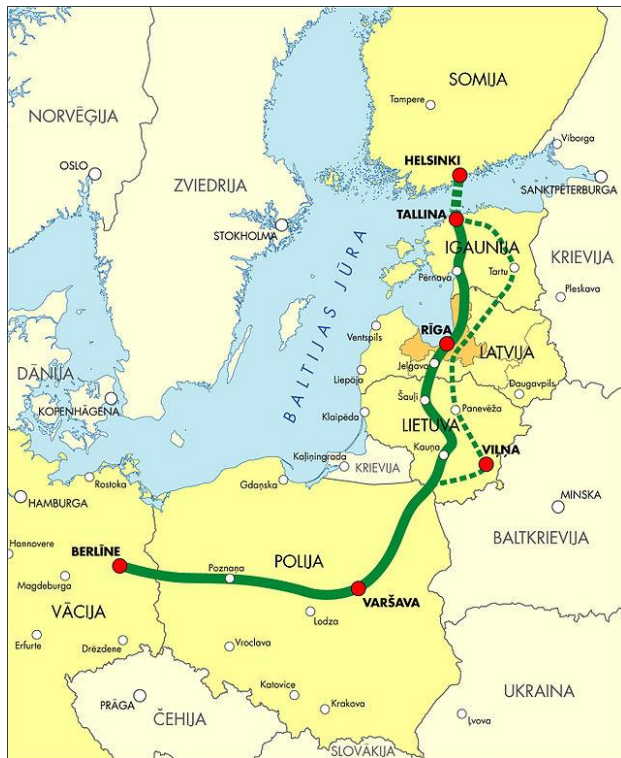 SOMIJA
Tampere
NORVĒĢIJA
Viborga
HELSINKI
OSLO
SANKTPĒTERBURGA
ZVIEDRIJA
TALLINA
STOKHOLMA
IGAUNIJA
KRIEVIJA
Pērnava
Tartu
Pleskava
BALTIJAS JŪRA
RĪGA
Ventspils
LATVIJA
Jelgava
DĀNIJA
Liepāja
Daugavpils
KOPENHĀGENA
Šauļi
Klaipēda
Panevēža
LIETUVA
Kauņa
VIĻŅA
Kaļiņingrada
KRIEVIJA
Rostoka
Gdaņska
HAMBURGA
MINSKA
BALTKRIEVIJA
Hannovere
BERLĪNE
POLIJA
Poznaņa
Magdeburga
VARŠAVA
VĀCIJA
Lodza
Erfurte
Drēzdene
Vroclava
UKRAINA
PRĀGA
Katovice
Krakova
Ļvova
ČEHIJA
SLOVĀKIJA